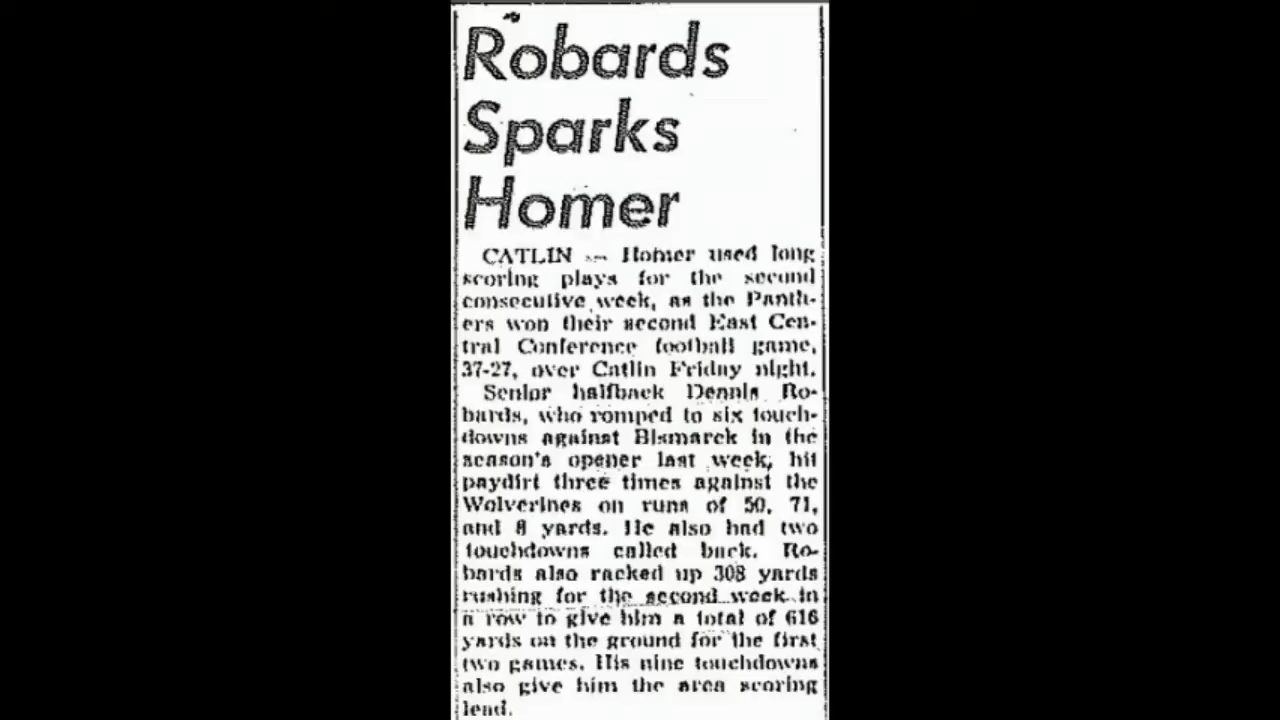 Robards
Sparks
Homer
CATLIN — Homer used long
scoring plays for the second
consecutive week, as the Panth-
ers won their second East Cen-
tral Conference football game,
37-27, over Catlin Friday night.
Senior halfback Dennis Ro-
bards, who romped to six touch-
downs against Bismarck in the
season's opener last week, hit
paydirt three times against the
Wolverines on runs of 50, 71,
and 8 yards. He also had two
touchdowns called back. Ro-
bards also racked up 308 yards
rushing for the second week in
a row to give him a total of 616
yards on the ground for the first
two games. His nine touchdowns
also give him the area scoring
lead.